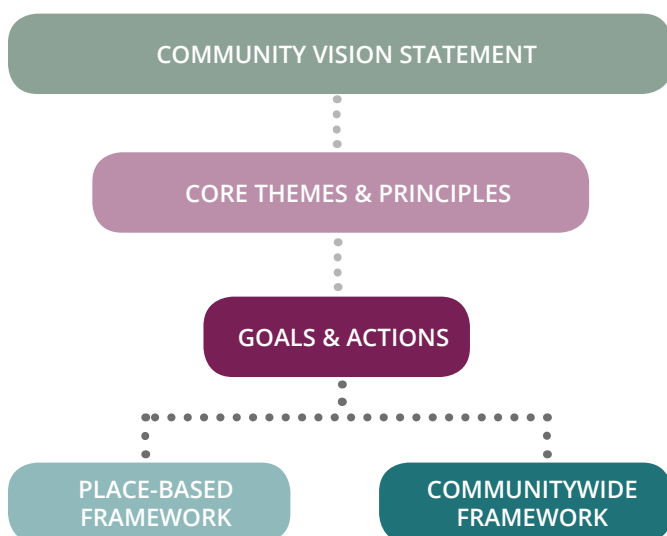 COMMUNITY VISION STATEMENT
CORE THEMES & PRINCIPLES
GOALS & ACTIONS
PLACE-BASED
FRAMEWORK
COMMUNITYWIDE
FRAMEWORK